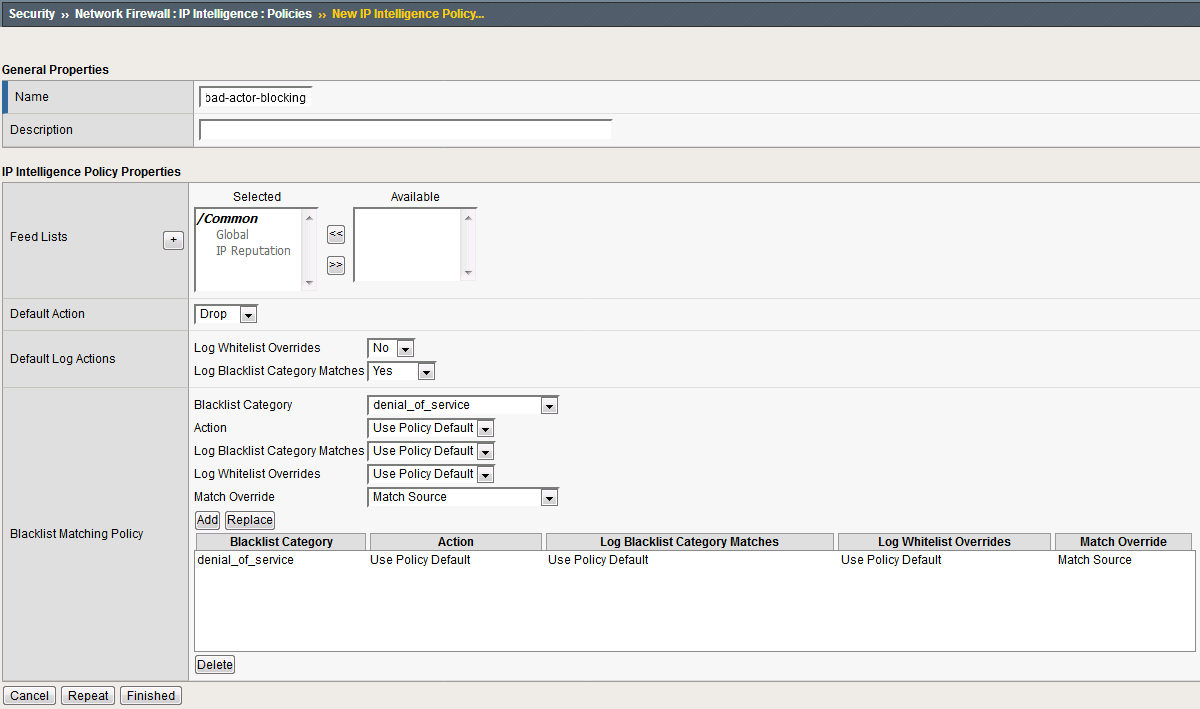 Security ›› Network Firewall : IP Intelligence : Policies ›› New IP Intelligence Policy...
General Properties
Name bad-actor-blocking
Description
IP Intelligence Policy Properties
Selected Available
Feed Lists + /Common <<
Global
IP Reputation >>
Default Action Drop
Default Log Actions
Log Whitelist Overrides No
Log Blacklist Category Matches Yes
Blacklist Matching Policy
Blacklist Category denial_of_service
Action Use Policy Default
Log Blacklist Category Matches Use Policy Default
Log Whitelist Overrides Use Policy Default
Match Override Match Source
Add Replace
Blacklist Category Action Log Blacklist Category Matches Log Whitelist Overrides Match Override
denial_of_service Use Policy Default Use Policy Default Use Policy Default Match Source
Delete
Cancel Repeat Finished